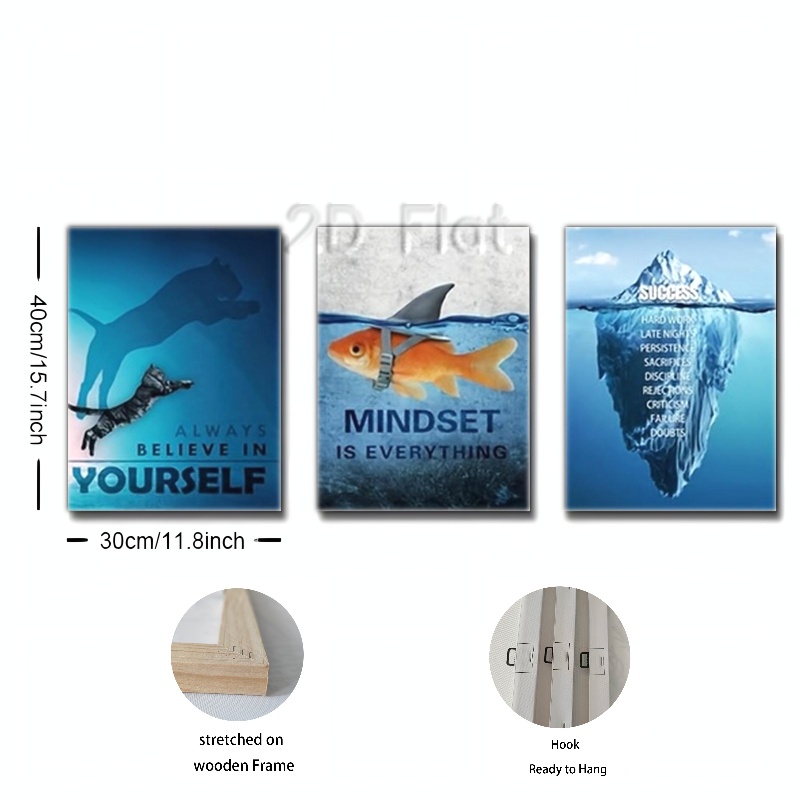 2D Flat
40cm/15.7inch
ALWAYS
BELIEVE IN
YOURSELF
MINDSET
IS EVERYTHING
SUCCESS
HARD WORK
LATE NIGHTS
PERSISTENCE
SACRIFICES
DISCIPLINE
REJECTIONS
CRITICISM
FAILURE
DOUBTS
30cm/11.8inch
stretched on
wooden Frame
Hook
Ready to Hang